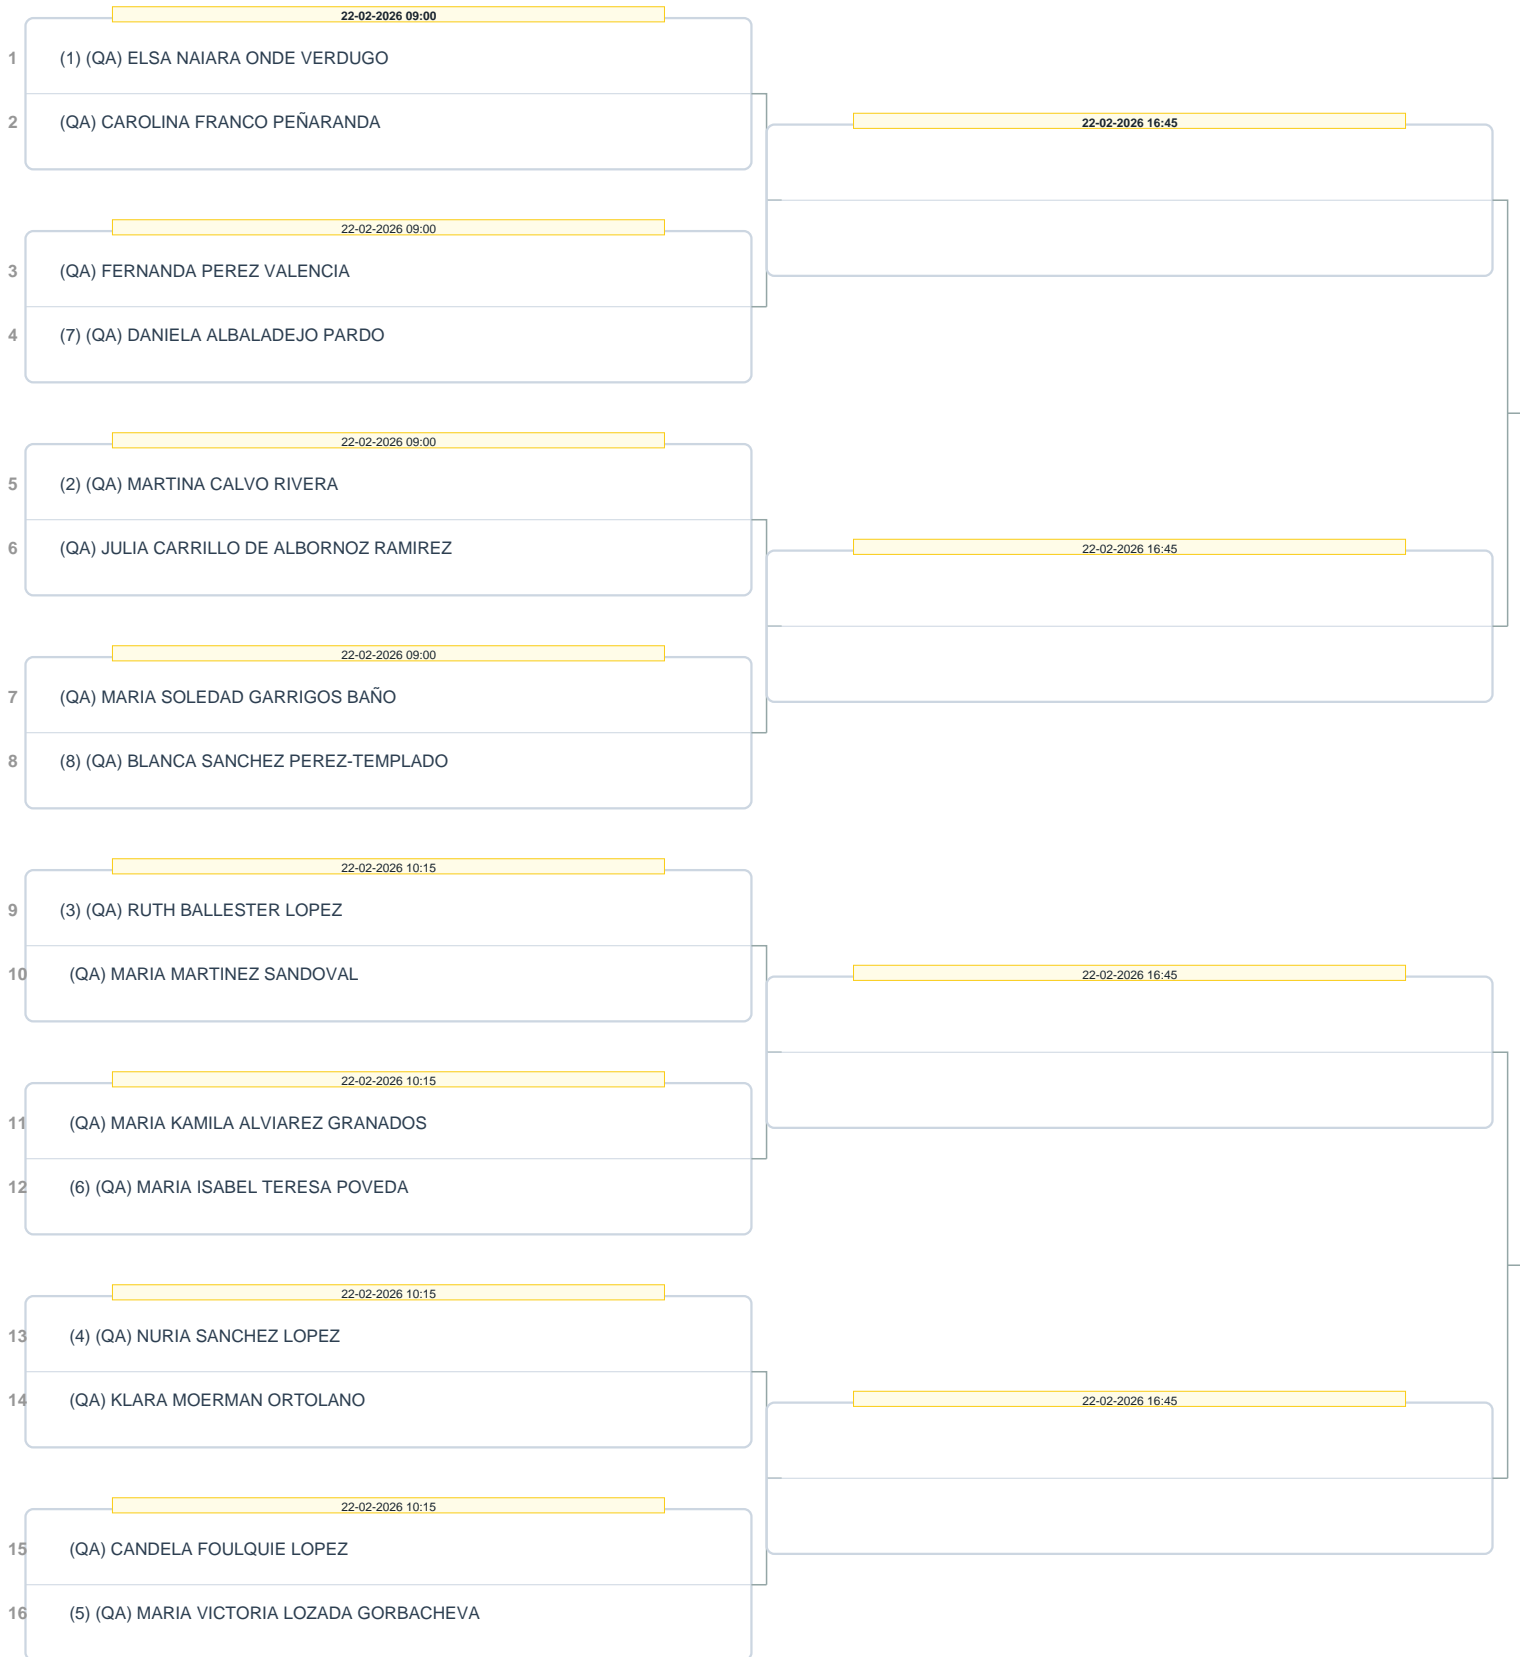 22-02-2026 09:00
1 (1) (QA) ELSA NAIARA ONDE VERDUGO
2 (QA) CAROLINA FRANCO PEÑARANDA
22-02-2026 16:45
22-02-2026 09:00
3 (QA) FERNANDA PEREZ VALENCIA
4 (7) (QA) DANIELA ALBALADEJO PARDO
22-02-2026 09:00
5 (2) (QA) MARTINA CALVO RIVERA
6 (QA) JULIA CARRILLO DE ALBORNOZ RAMIREZ
22-02-2026 16:45
22-02-2026 09:00
7 (QA) MARIA SOLEDAD GARRIGOS BAÑO
8 (8) (QA) BLANCA SANCHEZ PEREZ-TEMPLADO
22-02-2026 10:15
9 (3) (QA) RUTH BALLESTER LOPEZ
10 (QA) MARIA MARTINEZ SANDOVAL
22-02-2026 16:45
22-02-2026 10:15
11 (QA) MARIA KAMILA ALVIAREZ GRANADOS
12 (6) (QA) MARIA ISABEL TERESA POVEDA
22-02-2026 10:15
13 (4) (QA) NURIA SANCHEZ LOPEZ
14 (QA) KLARA MOERMAN ORTOLANO
22-02-2026 16:45
22-02-2026 10:15
15 (QA) CANDELA FOULQUIE LOPEZ
16 (5) (QA) MARIA VICTORIA LOZADA GORBACHEVA